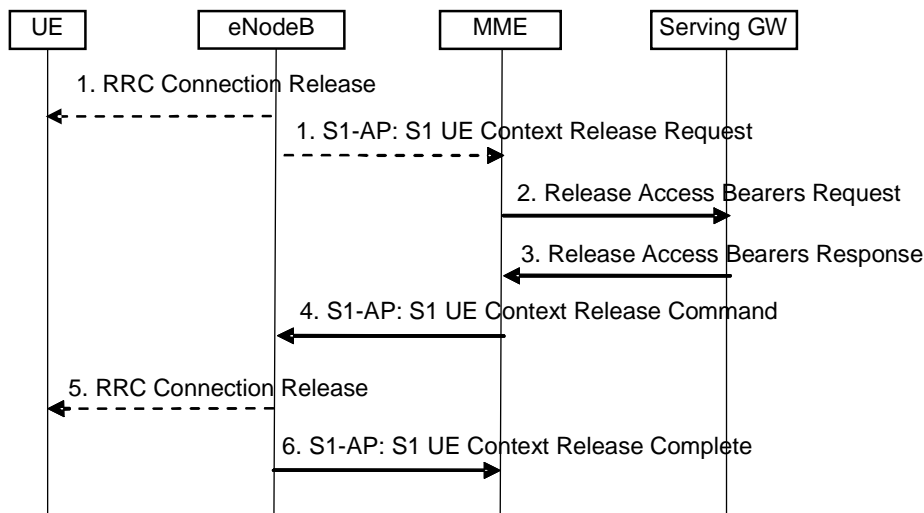 UE eNodeB MME Serving GW
1. RRC Connection Release
1. S1-AP: S1 UE Context Release Request
2. Release Access Bearers Request
3. Release Access Bearers Response
4. S1-AP: S1 UE Context Release Command
5. RRC Connection Release
6. S1-AP: S1 UE Context Release Complete